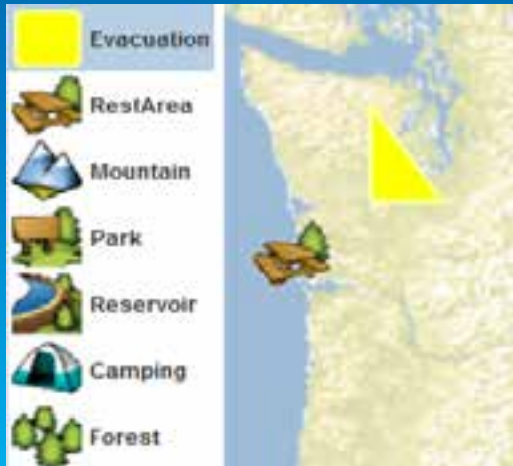 Evacuation
RestArea
Mountain
Park
Reservoir
Camping
Forest